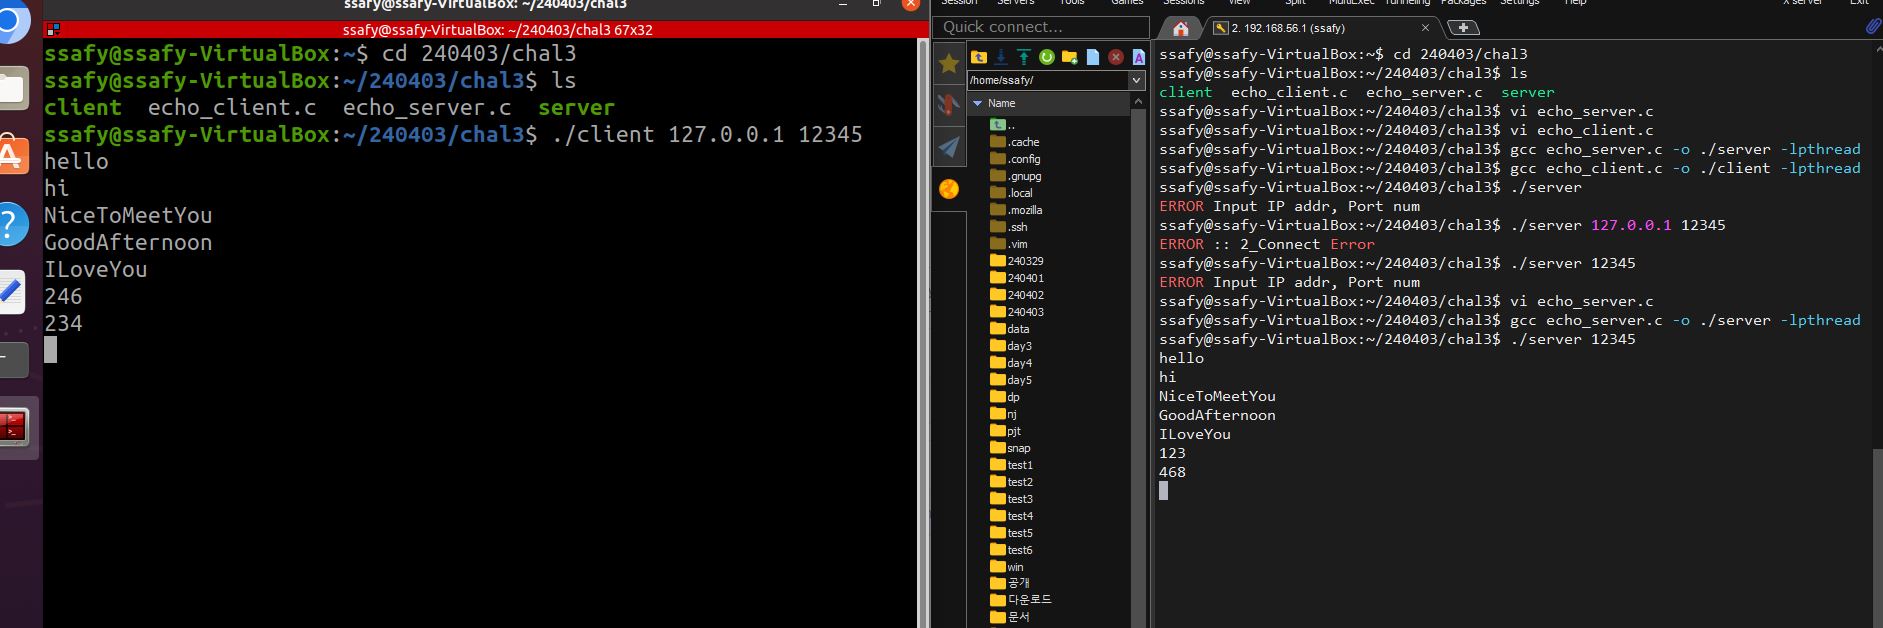 ssafy@ssafy-VirtualBox: ~/240403/chal3
ssafy@ssafy-VirtualBox: ~/240403/chal3 67x32
ssafy@ssafy-VirtualBox:~$ cd 240403/chal3
ssafy@ssafy-VirtualBox:~/240403/chal3$ ls
client echo_client.c echo_server.c server
ssafy@ssafy-VirtualBox:~/240403/chal3$ ./client 127.0.0.1 12345
hello
hi
NiceToMeetYou
GoodAfternoon
ILoveYou
246
234
Session Servers Tools Games Sessions View Split MultiExec Tunneling Packages Settings Help X server Exit
Quick connect...
2. 192.168.56.1 (ssafy)
/home/ssafy/
Name
..
.cache
.config
.gnupg
.local
.mozilla
.ssh
.vim
240329
240401
240402
240403
data
day3
day4
day5
dp
nj
pjt
snap
test1
test2
test3
test4
test5
test6
win
공개
다운로드
문서
ssafy@ssafy-VirtualBox:~$ cd 240403/chal3
ssafy@ssafy-VirtualBox:~/240403/chal3$ ls
client echo_client.c echo_server.c server
ssafy@ssafy-VirtualBox:~/240403/chal3$ vi echo_server.c
ssafy@ssafy-VirtualBox:~/240403/chal3$ vi echo_client.c
ssafy@ssafy-VirtualBox:~/240403/chal3$ gcc echo_server.c -o ./server -lpthread
ssafy@ssafy-VirtualBox:~/240403/chal3$ gcc echo_client.c -o ./client -lpthread
ssafy@ssafy-VirtualBox:~/240403/chal3$ ./server
ERROR Input IP addr, Port num
ssafy@ssafy-VirtualBox:~/240403/chal3$ ./server 127.0.0.1 12345
ERROR :: 2_Connect Error
ssafy@ssafy-VirtualBox:~/240403/chal3$ ./server 12345
ERROR Input IP addr, Port num
ssafy@ssafy-VirtualBox:~/240403/chal3$ vi echo_server.c
ssafy@ssafy-VirtualBox:~/240403/chal3$ gcc echo_server.c -o ./server -lpthread
ssafy@ssafy-VirtualBox:~/240403/chal3$ ./server 12345
hello
hi
NiceToMeetYou
GoodAfternoon
ILoveYou
123
468